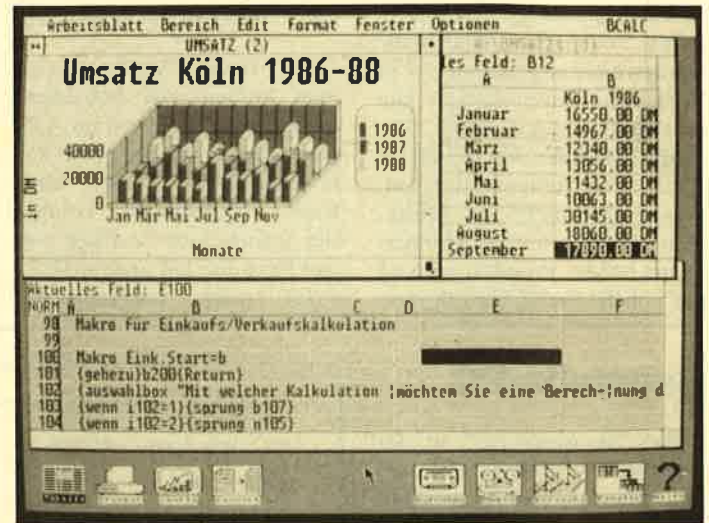 Arbeitsblatt Bereich Edit Format Fenster Optionen BCALC
UMSATZ (2)
Umsatz Köln 1986-88
40000
20000
0
in DM
Jan Mär Mai Jul Sep Nov
Monate
1986
1987
1988
les Feld: B12
A B
Köln 1986
Januar 16550.00 DM
Februar 14967.00 DM
Marz 12340.00 DM
April 13056.00 DM
Mai 11432.00 DM
Juni 10063.00 DM
Juli 30145.00 DM
August 18060.00 DM
September 17890.00 DM
Aktuelles Feld: E100
NORM A B C D E F
98 Makro für Einkaufs/Verkaufskalkulation
99
100 Makro Eink.Start=b
101 {gehezu}b200{Return}
102 {auswahlbox "Mit welcher Kalkulation ¦möchten Sie eine Berech-¦nung d
103 {wenn i102=1}{sprung b107}
104 {wenn i102=2}{sprung n105}
?